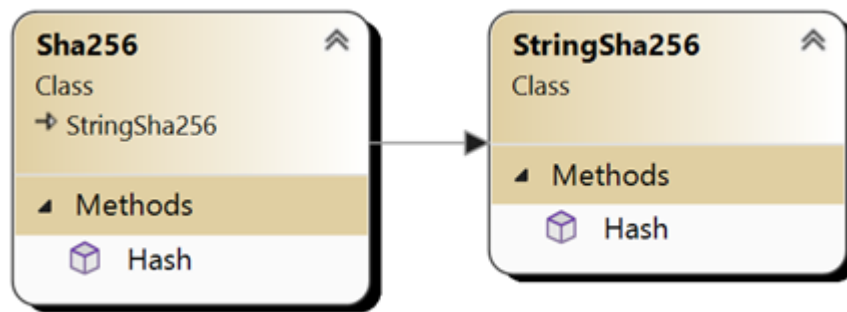 Sha256
Class
StringSha256
Methods
Hash
StringSha256
Class
Methods
Hash